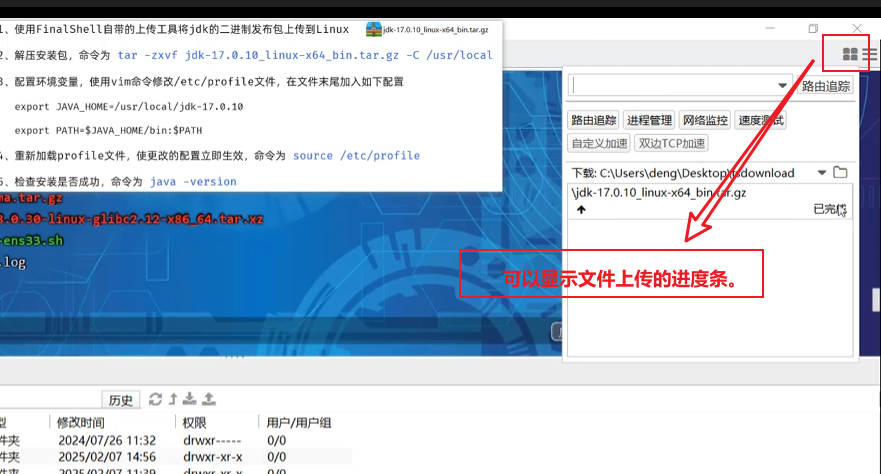 1、使用FinalShell自带的上传工具将jdk的二进制发布包上传到Linux jdk-17.0.10_linux-x64_bin.tar.gz
2、解压安装包，命令为 tar -zxvf jdk-17.0.10_linux-x64_bin.tar.gz -C /usr/local
3、配置环境变量，使用vim命令修改/etc/profile文件，在文件末尾加入如下配置
export JAVA_HOME=/usr/local/jdk-17.0.10
export PATH=$JAVA_HOME/bin:$PATH
4、重新加载profile文件，使更改的配置立即生效，命令为 source /etc/profile
5、检查安装是否成功，命令为 java -version
ma.tar.gz
.0.30-linux-glibc2.12-x86_64.tar.xz
-ens33.sh
.log
路由追踪
路由追踪 进程管理 网络监控 速度测试
自定义加速 双边TCP加速
下载: C:\Users\deng\Desktop\fsdownload
\jdk-17.0.10_linux-x64_bin.tar.gz
已完成
可以显示文件上传的进度条。
历史
型 修改时间 权限 用户/用户组
件夹 2024/07/26 11:32 drwxr----- 0/0
件夹 2025/02/07 14:56 drwxr-xr-x 0/0
件夹 2025/02/07 11:39 drwxr-xr-x 0/0